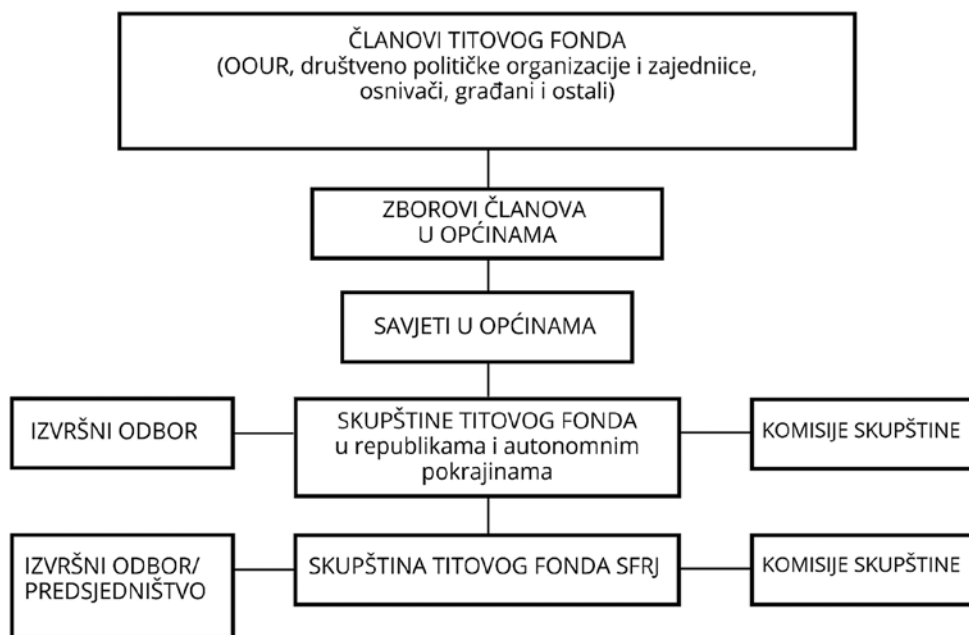 ČLANOVI TITOVOG FONDA
(OOUR, društveno političke organizacije i zajedniice,
osnivači, građani i ostali)
ZBOROVI ČLANOVA
U OPĆINAMA
SAVJETI U OPĆINAMA
IZVRŠNI ODBOR
SKUPŠTINE TITOVOG FONDA
u republikama i autonomnim
pokrajinama
KOMISIJE SKUPŠTINE
IZVRŠNI ODBOR/
PREDSJEDNIŠTVO
SKUPŠTINA TITOVOG FONDA SFRJ
KOMISIJE SKUPŠTINE